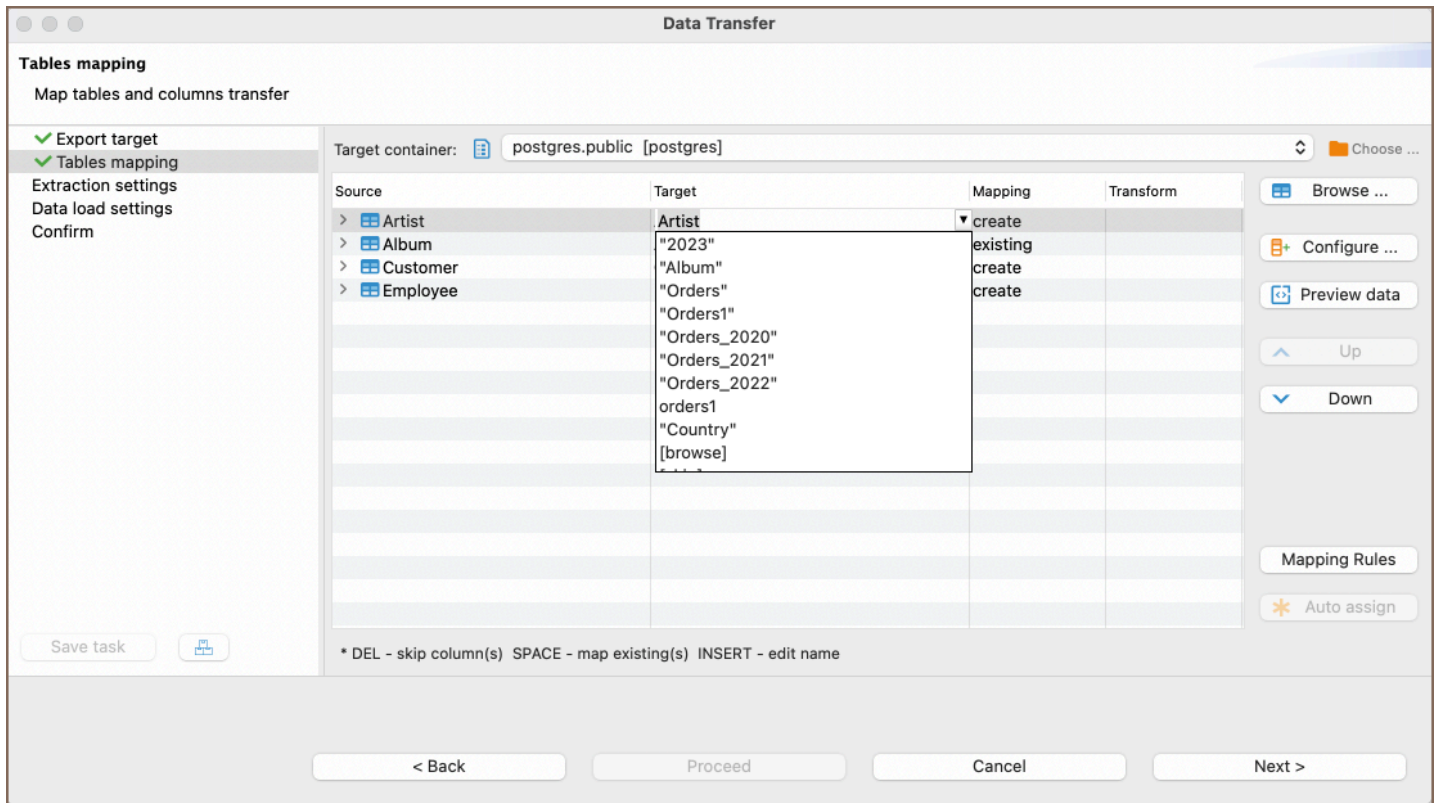 Data Transfer
Tables mapping
Map tables and columns transfer
Export target
Tables mapping
Extraction settings
Data load settings
Confirm
Save task
Target container: postgres.public [postgres] Choose ...
Source Target Mapping Transform
Artist Artist create
Album existing
Customer create
Employee create
"2023"
"Album"
"Orders"
"Orders1"
"Orders_2020"
"Orders_2021"
"Orders_2022"
orders1
"Country"
[browse]
Browse ...
Configure ...
Preview data
Up
Down
Mapping Rules
Auto assign
* DEL - skip column(s) SPACE - map existing(s) INSERT - edit name
< Back Proceed Cancel Next >